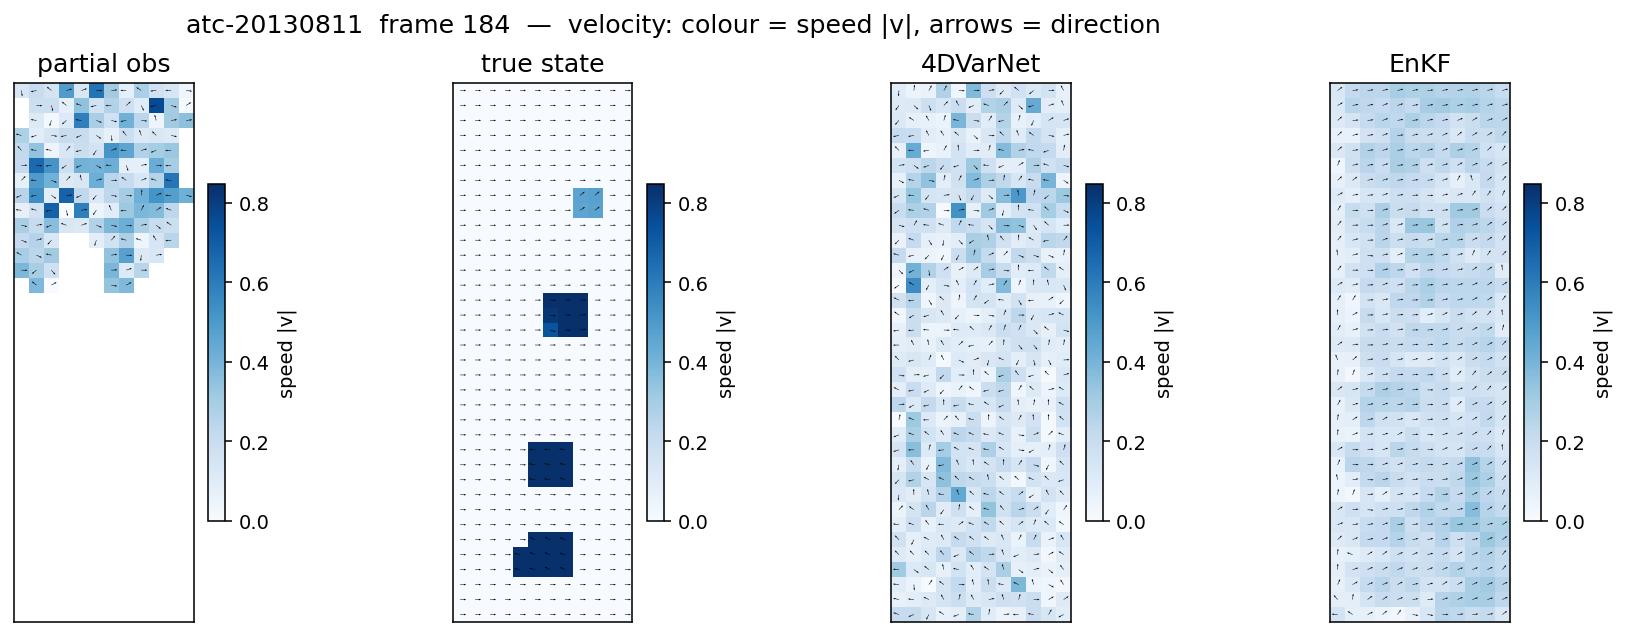 atc-20130811 frame 184 — velocity: colour = speed |v|, arrows = direction
partial obs
true state
4DVarNet
EnKF
0.8
0.6
0.4
0.2
0.0
speed |v|
0.8
0.6
0.4
0.2
0.0
speed |v|
0.8
0.6
0.4
0.2
0.0
speed |v|
0.8
0.6
0.4
0.2
0.0
speed |v|